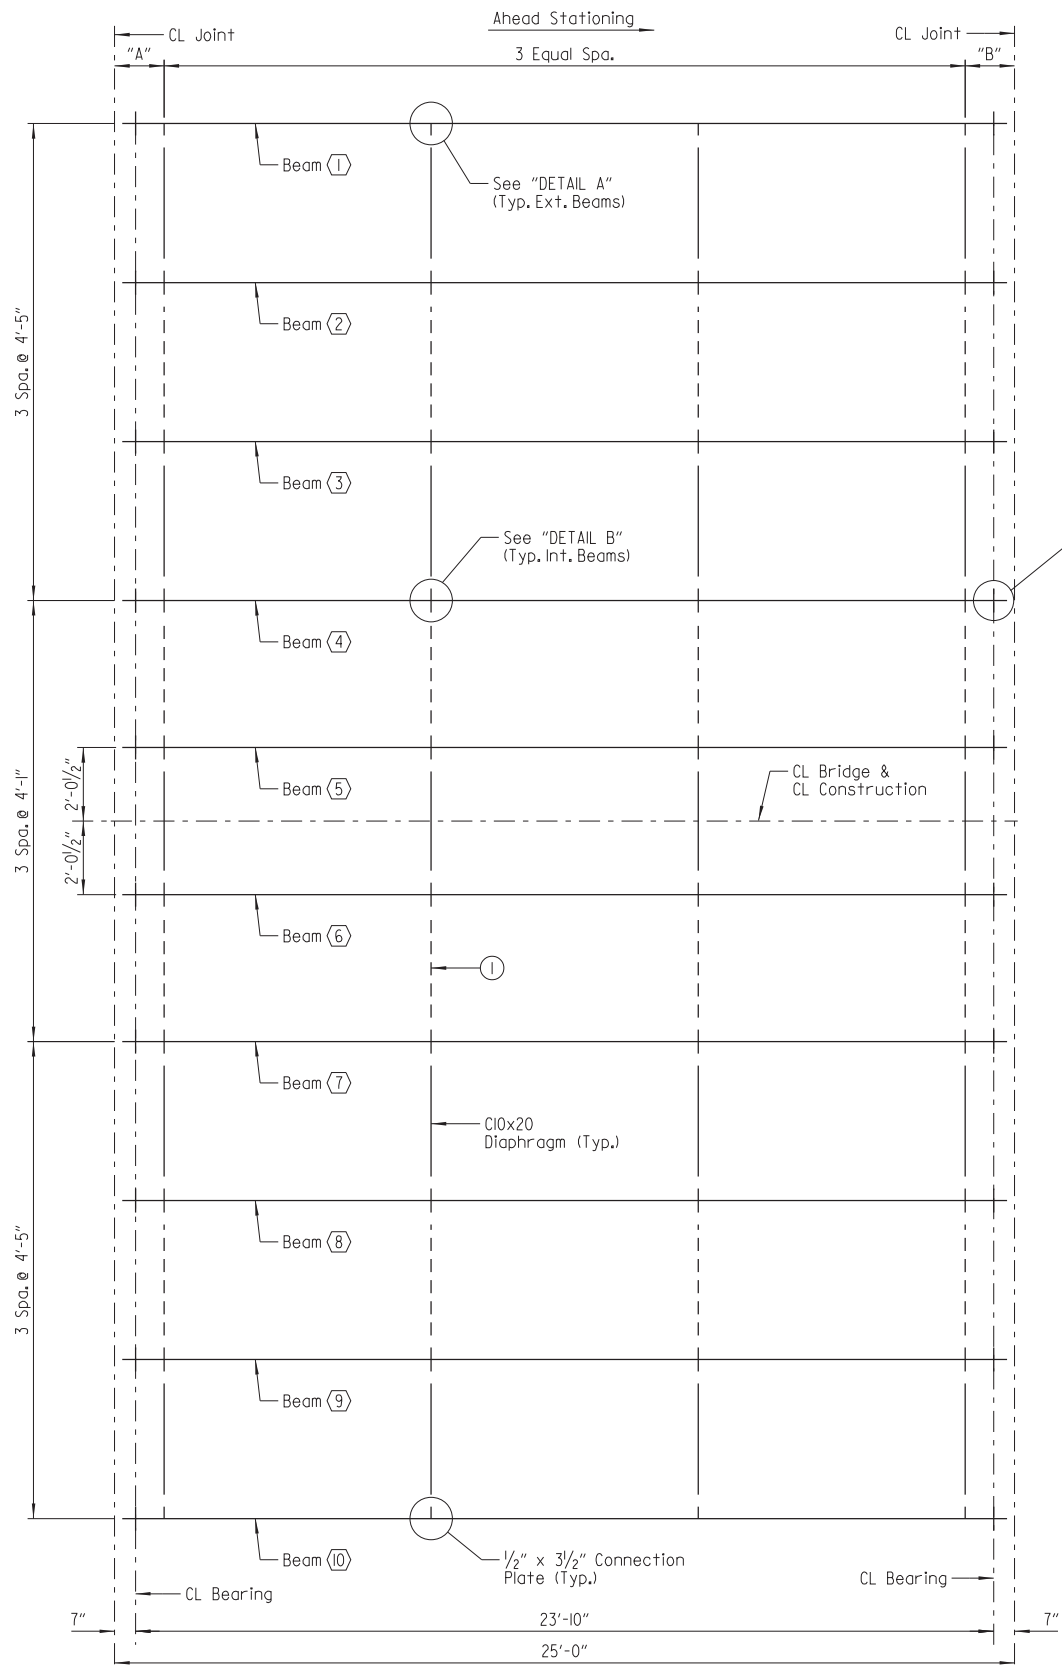 Ahead Stationing
CL Joint
CL Joint
"A"
3 Equal Spa.
"B"
Beam 1
See "DETAIL A"
(Typ. Ext. Beams)
3 Spa. @ 4'-5"
Beam 2
Beam 3
See "DETAIL B"
(Typ. Int. Beams)
Beam 4
3 Spa. @ 4'-1"
2'-0½"
Beam 5
CL Bridge &
CL Construction
2'-0½"
Beam 6
1
Beam 7
C10x20
Diaphragm (Typ.)
3 Spa. @ 4'-5"
Beam 8
Beam 9
Beam 10
½" x 3½" Connection
Plate (Typ.)
CL Bearing
CL Bearing
7"
23'-10"
7"
25'-0"